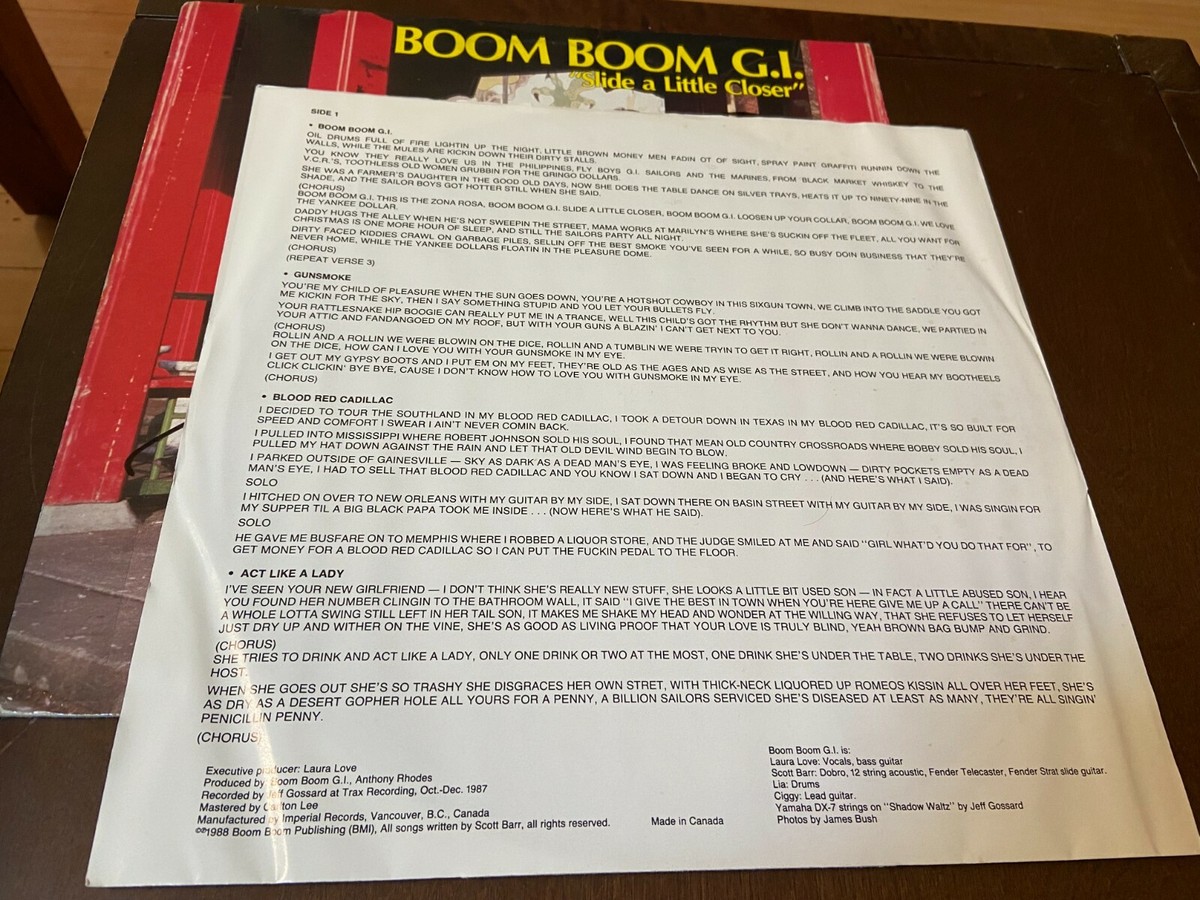 BOOM BOOM G.I.
"Slide a Little Closer"
SIDE 1
• BOOM BOOM G.I.
OIL DRUMS FULL OF FIRE LIGHTIN UP THE NIGHT, LITTLE BROWN MONEY MEN FADIN OT OF SIGHT, SPRAY PAINT GRAFFITI RUNNIN DOWN THE
WALLS, WHILE THE MULES ARE KICKIN DOWN THEIR DIRTY STALLS.
YOU KNOW THEY REALLY LOVE US IN THE PHILIPPINES, FLY BOYS G.I. SAILORS AND THE MARINES, FROM BLACK MARKET WHISKEY TO THE
V.C.R.'S, TOOTHLESS OLD WOMEN GRUBBIN FOR THE GRINGO DOLLARS.
SHE WAS A FARMER'S DAUGHTER IN THE GOOD OLD DAYS, NOW SHE DOES THE TABLE DANCE ON SILVER TRAYS, HEATS IT UP TO NINETY-NINE IN THE
SHADE, AND THE SAILOR BOYS GOT HOTTER STILL WHEN SHE SAID.
(CHORUS)
BOOM BOOM G.I. THIS IS THE ZONA ROSA, BOOM BOOM G.I. SLIDE A LITTLE CLOSER, BOOM BOOM G.I. LOOSEN UP YOUR COLLAR, BOOM BOOM G.I. WE LOVE
THE YANKEE DOLLAR.
DADDY HUGS THE ALLEY WHEN HE'S NOT SWEEPIN THE STREET, MAMA WORKS AT MARILYN'S WHERE SHE'S SUCKIN OFF THE FLEET, ALL YOU WANT FOR
CHRISTMAS IS ONE MORE HOUR OF SLEEP, AND STILL THE SAILORS PARTY ALL NIGHT.
DIRTY FACED KIDDIES CRAWL ON GARBAGE PILES, SELLIN OFF THE BEST SMOKE YOU'VE SEEN FOR A WHILE, SO BUSY DOIN BUSINESS THAT THEY'RE
NEVER HOME, WHILE THE YANKEE DOLLARS FLOATIN IN THE PLEASURE DOME.
(CHORUS)
(REPEAT VERSE 3)
• GUNSMOKE
YOU'RE MY CHILD OF PLEASURE WHEN THE SUN GOES DOWN, YOU'RE A HOTSHOT COWBOY IN THIS SIXGUN TOWN, WE CLIMB INTO THE SADDLE YOU GOT
ME KICKIN FOR THE SKY, THEN I SAY SOMETHING STUPID AND YOU LET YOUR BULLETS FLY.
YOUR RATTLESNAKE HIP BOOGIE CAN REALLY PUT ME IN A TRANCE, WELL THIS CHILD'S GOT THE RHYTHM BUT SHE DON'T WANNA DANCE, WE PARTIED IN
YOUR ATTIC AND FANDANGOED ON MY ROOF, BUT WITH YOUR GUNS A BLAZIN' I CAN'T GET NEXT TO YOU.
(CHORUS)
ROLLIN AND A ROLLIN WE WERE BLOWIN ON THE DICE, ROLLIN AND A TUMBLIN WE WERE TRYIN TO GET IT RIGHT, ROLLIN AND A ROLLIN WE WERE BLOWIN
ON THE DICE, HOW CAN I LOVE YOU WITH YOUR GUNSMOKE IN MY EYE.
I GET OUT MY GYPSY BOOTS AND I PUT EM ON MY FEET, THEY'RE OLD AS THE AGES AND AS WISE AS THE STREET, AND HOW YOU HEAR MY BOOTHEELS
CLICK CLICKIN' BYE BYE, CAUSE I DON'T KNOW HOW TO LOVE YOU WITH GUNSMOKE IN MY EYE.
(CHORUS)
• BLOOD RED CADILLAC
I DECIDED TO TOUR THE SOUTHLAND IN MY BLOOD RED CADILLAC, I TOOK A DETOUR DOWN IN TEXAS IN MY BLOOD RED CADILLAC, IT'S SO BUILT FOR
SPEED AND COMFORT I SWEAR I AIN'T NEVER COMIN BACK.
I PULLED INTO MISSISSIPPI WHERE ROBERT JOHNSON SOLD HIS SOUL, I FOUND THAT MEAN OLD COUNTRY CROSSROADS WHERE BOBBY SOLD HIS SOUL, I
PULLED MY HAT DOWN AGAINST THE RAIN AND LET THAT OLD DEVIL WIND BEGIN TO BLOW.
I PARKED OUTSIDE OF GAINESVILLE — SKY AS DARK AS A DEAD MAN'S EYE, I WAS FEELING BROKE AND LOWDOWN — DIRTY POCKETS EMPTY AS A DEAD
MAN'S EYE, I HAD TO SELL THAT BLOOD RED CADILLAC AND YOU KNOW I SAT DOWN AND I BEGAN TO CRY . . . (AND HERE'S WHAT I SAID).
SOLO
I HITCHED ON OVER TO NEW ORLEANS WITH MY GUITAR BY MY SIDE, I SAT DOWN THERE ON BASIN STREET WITH MY GUITAR BY MY SIDE, I WAS SINGIN FOR
MY SUPPER TIL A BIG BLACK PAPA TOOK ME INSIDE . . . (NOW HERE'S WHAT HE SAID).
SOLO
HE GAVE ME BUSFARE ON TO MEMPHIS WHERE I ROBBED A LIQUOR STORE, AND THE JUDGE SMILED AT ME AND SAID "GIRL WHAT'D YOU DO THAT FOR", TO
GET MONEY FOR A BLOOD RED CADILLAC SO I CAN PUT THE FUCKIN PEDAL TO THE FLOOR.
• ACT LIKE A LADY
I'VE SEEN YOUR NEW GIRLFRIEND — I DON'T THINK SHE'S REALLY NEW STUFF, SHE LOOKS A LITTLE BIT USED SON — IN FACT A LITTLE ABUSED SON, I HEAR
YOU FOUND HER NUMBER CLINGIN TO THE BATHROOM WALL, IT SAID "I GIVE THE BEST IN TOWN WHEN YOU'RE HERE GIVE ME UP A CALL" THERE CAN'T BE
A WHOLE LOTTA SWING STILL LEFT IN HER TAIL SON, IT MAKES ME SHAKE MY HEAD AND WONDER AT THE WILLING WAY, THAT SHE REFUSES TO LET HERSELF
JUST DRY UP AND WITHER ON THE VINE, SHE'S AS GOOD AS LIVING PROOF THAT YOUR LOVE IS TRULY BLIND, YEAH BROWN BAG BUMP AND GRIND.
(CHORUS)
SHE TRIES TO DRINK AND ACT LIKE A LADY, ONLY ONE DRINK OR TWO AT THE MOST, ONE DRINK SHE'S UNDER THE TABLE, TWO DRINKS SHE'S UNDER THE
HOST.
WHEN SHE GOES OUT SHE'S SO TRASHY SHE DISGRACES HER OWN STRET, WITH THICK-NECK LIQUORED UP ROMEOS KISSIN ALL OVER HER FEET, SHE'S
AS DRY AS A DESERT GOPHER HOLE ALL YOURS FOR A PENNY, A BILLION SAILORS SERVICED SHE'S DISEASED AT LEAST AS MANY, THEY'RE ALL SINGIN'
PENICILLIN PENNY.
(CHORUS)
Executive producer: Laura Love
Produced by Boom Boom G.I., Anthony Rhodes
Recorded by Jeff Gossard at Trax Recording, Oct.-Dec. 1987
Mastered by Carlton Lee
Manufactured by Imperial Records, Vancouver, B.C., Canada
©℗1988 Boom Boom Publishing (BMI), All songs written by Scott Barr, all rights reserved.
Made in Canada
Boom Boom G.I. is:
Laura Love: Vocals, bass guitar
Scott Barr: Dobro, 12 string acoustic, Fender Telecaster, Fender Strat slide guitar.
Lia: Drums
Ciggy: Lead guitar.
Yamaha DX-7 strings on "Shadow Waltz" by Jeff Gossard
Photos by James Bush